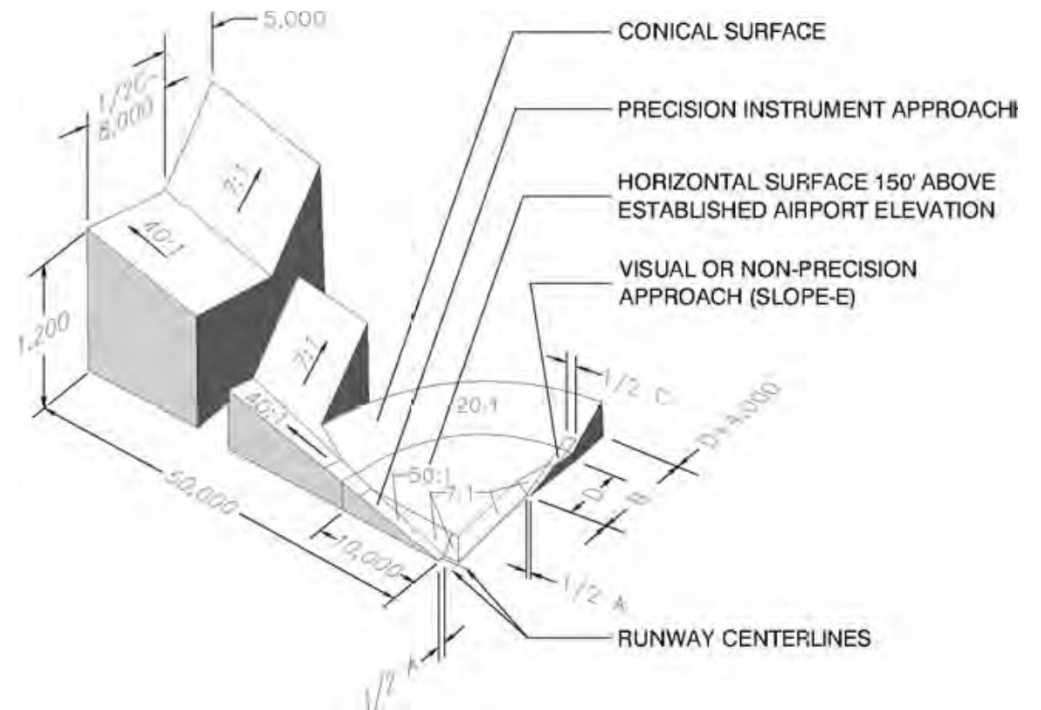 5,000
CONICAL SURFACE
1/2C-
8,000
PRECISION INSTRUMENT APPROACH
7:1
HORIZONTAL SURFACE 150' ABOVE
ESTABLISHED AIRPORT ELEVATION
40:1
VISUAL OR NON-PRECISION
APPROACH (SLOPE-E)
1,200
7:1
1/2 C
D+4,000
40:1
20:1
50:1
7:1
50,000
D
B
10,000
1/2 A
RUNWAY CENTERLINES
1/2 A